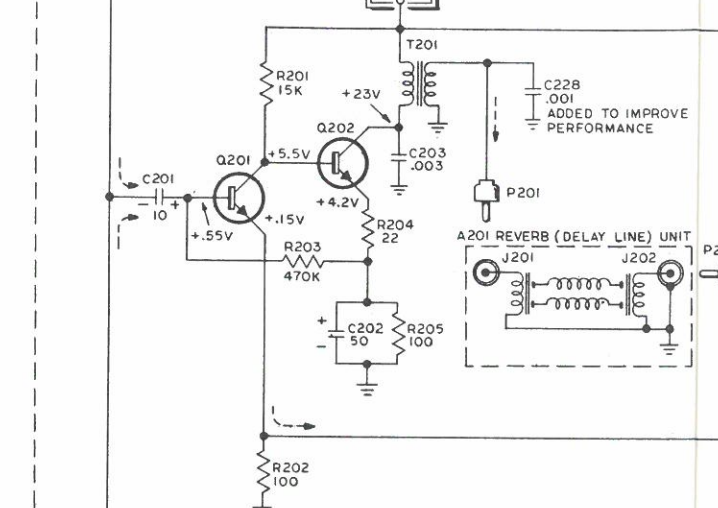 T201
R201
15K
+23V
C228
.001
ADDED TO IMPROVE
PERFORMANCE
Q202
+5.5V
Q201
C203
.003
C201
- +
10
P201
+4.2V
+.15V
R204
22
+.55V
A201 REVERB (DELAY LINE) UNIT
R203
470K
J201
J202
+
C202
50
-
R205
100
R202
100